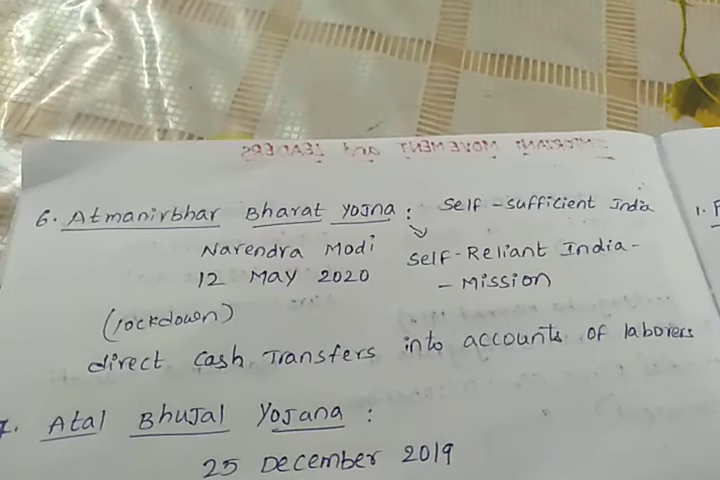 6. Atmanirbhar Bharat Yojna : Self-sufficient India
Narendra Modi Self-Reliant India-
12 May 2020 - Mission
(lockdown)
direct cash Transfers into accounts of laborers
7. Atal Bhujal Yojana :
25 December 2019
1.